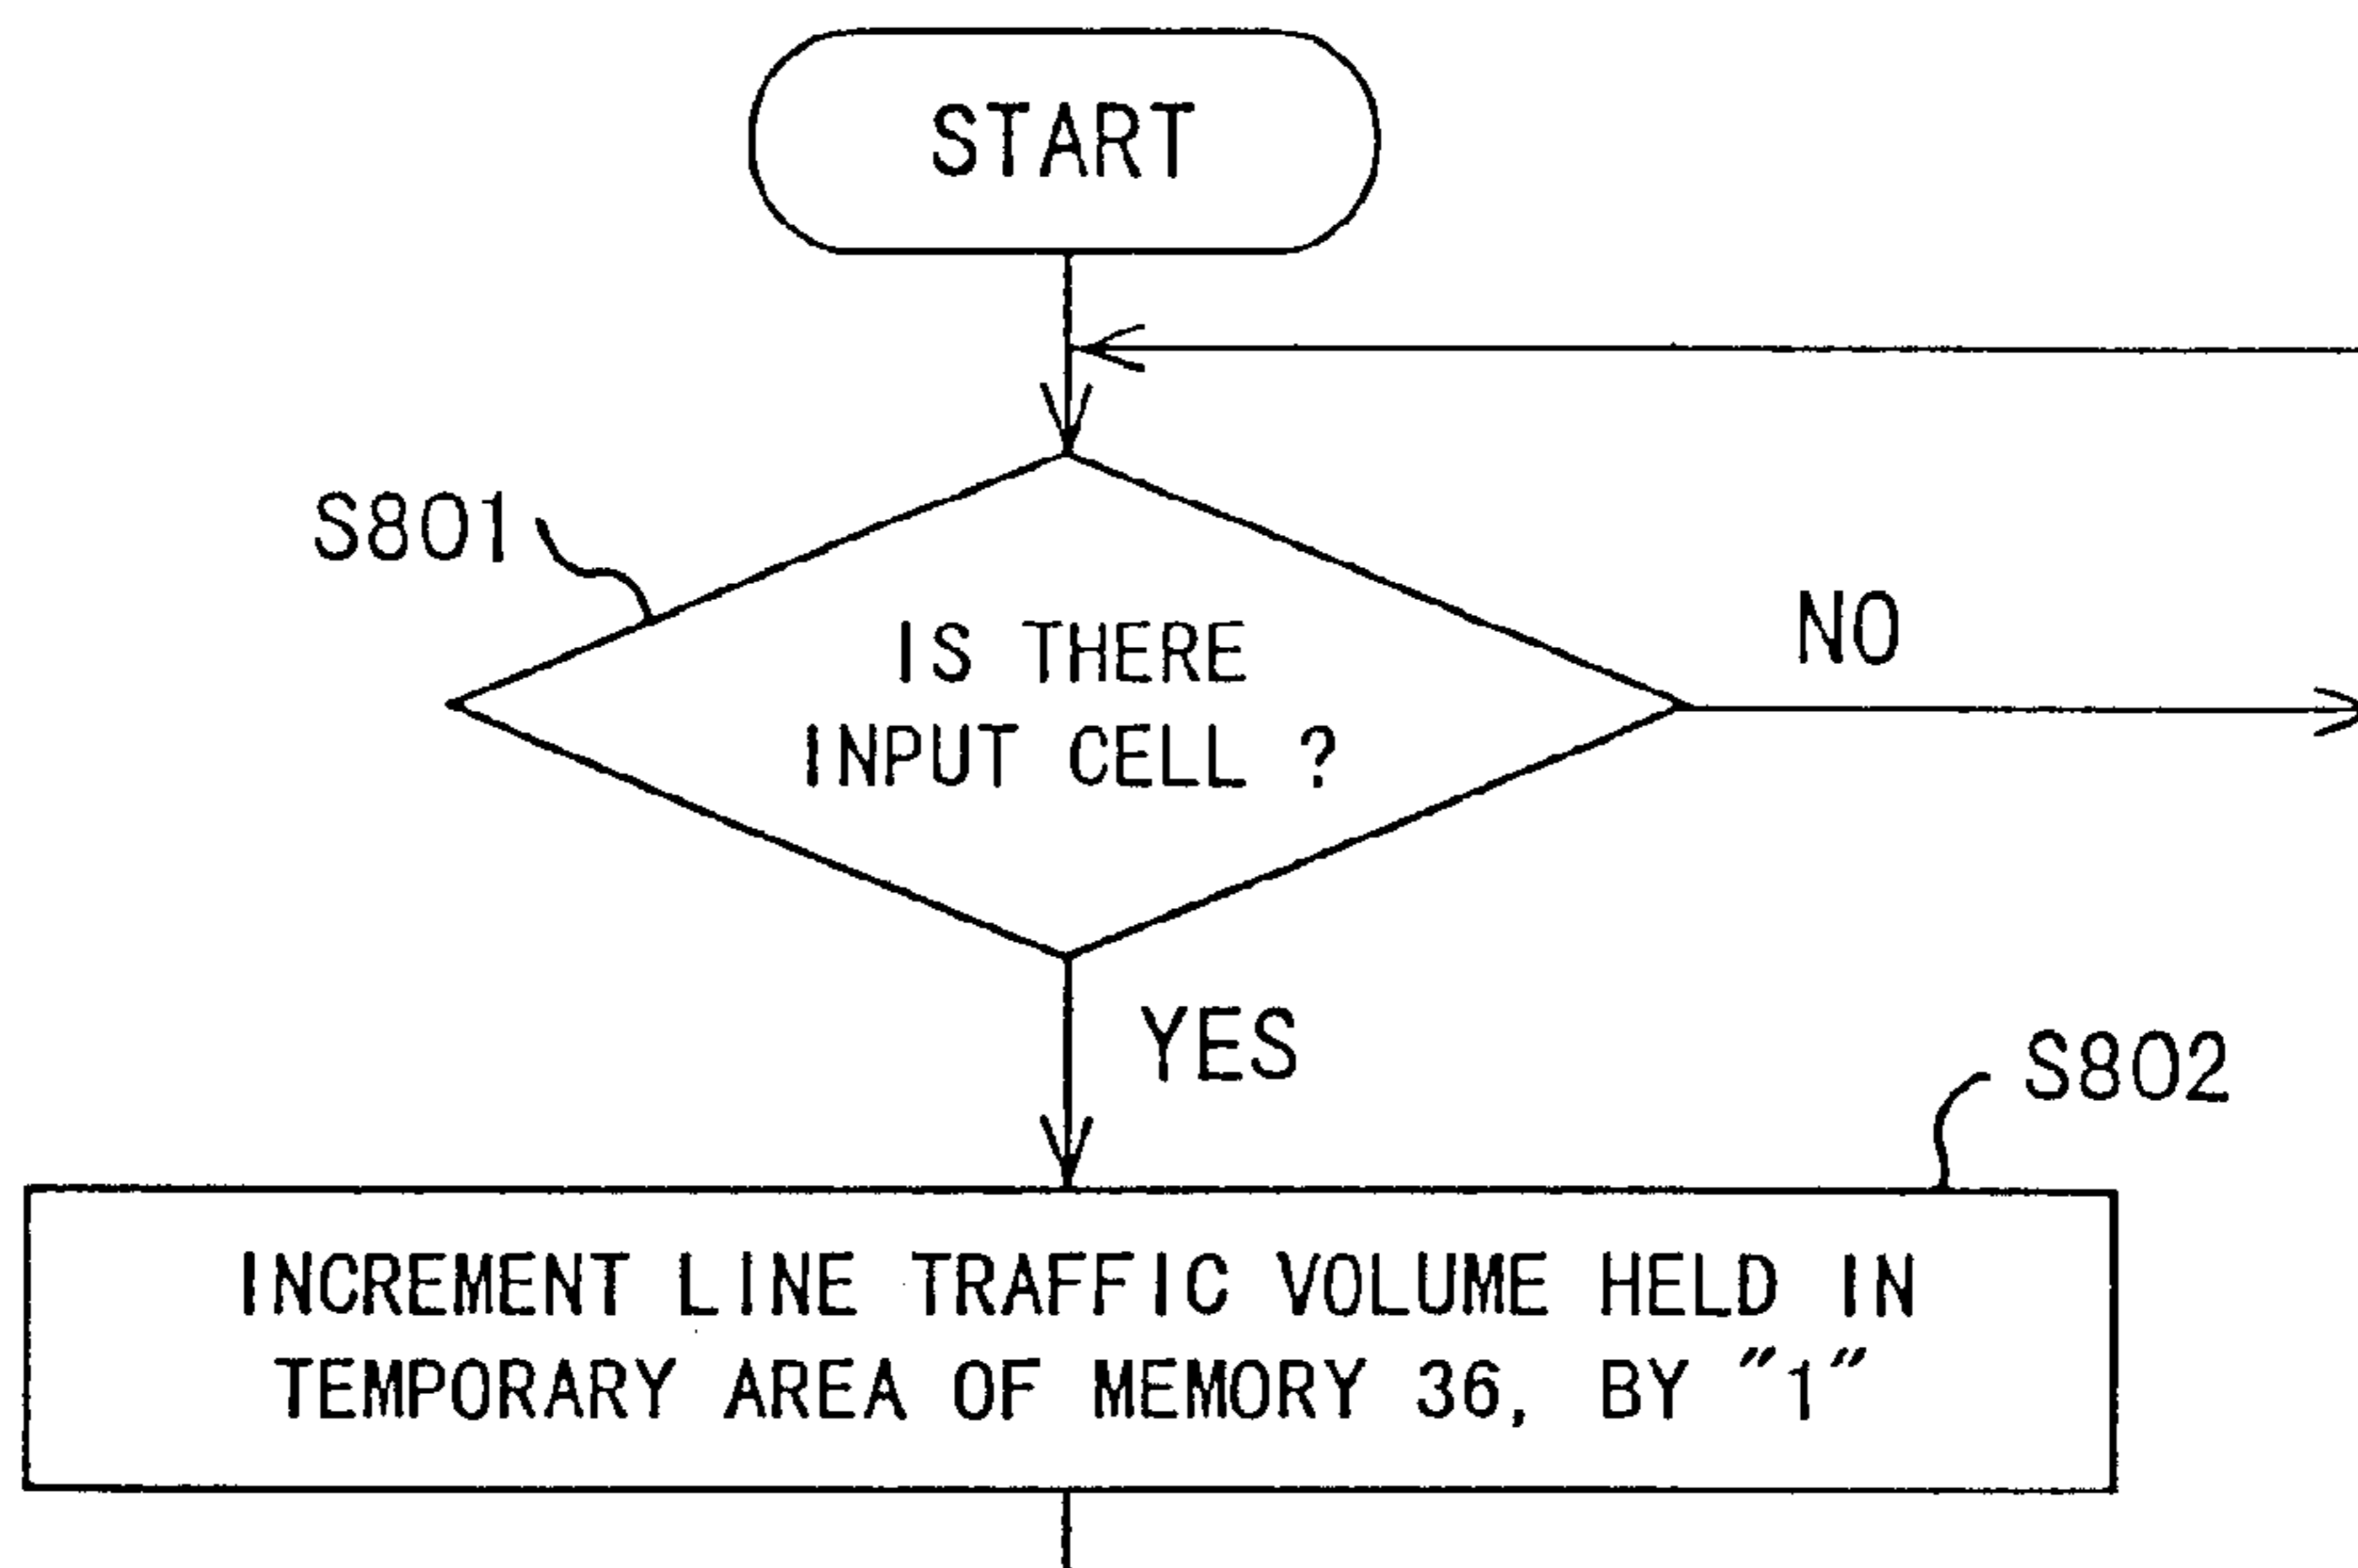 START
S801
IS THERE
INPUT CELL ?
NO
YES
S802
INCREMENT LINE TRAFFIC VOLUME HELD IN
TEMPORARY AREA OF MEMORY 36, BY "1"